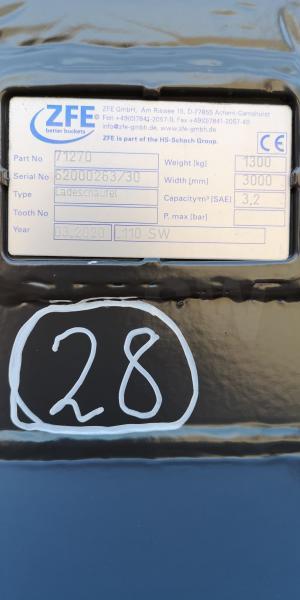 ZFE
better buckets
ZFE GmbH, Am Rissee 15, D-77855 Achern-Gamshurst
Fon +49(0)7841-2057-0, Fax +49(0)7841-2057-40
info@zfe-gmbh.de, www.zfe-gmbh.de
ZFE is part of the HS-Schoch Group.
CE
Part No 71270 Weight [kg] 1300
Serial No 62000263/30 Width [mm] 3000
Type Ladeschaufel Capacity/m³ [SAE] 3,2
Tooth No P. max [bar]
Year 03.2020 110 SW
28